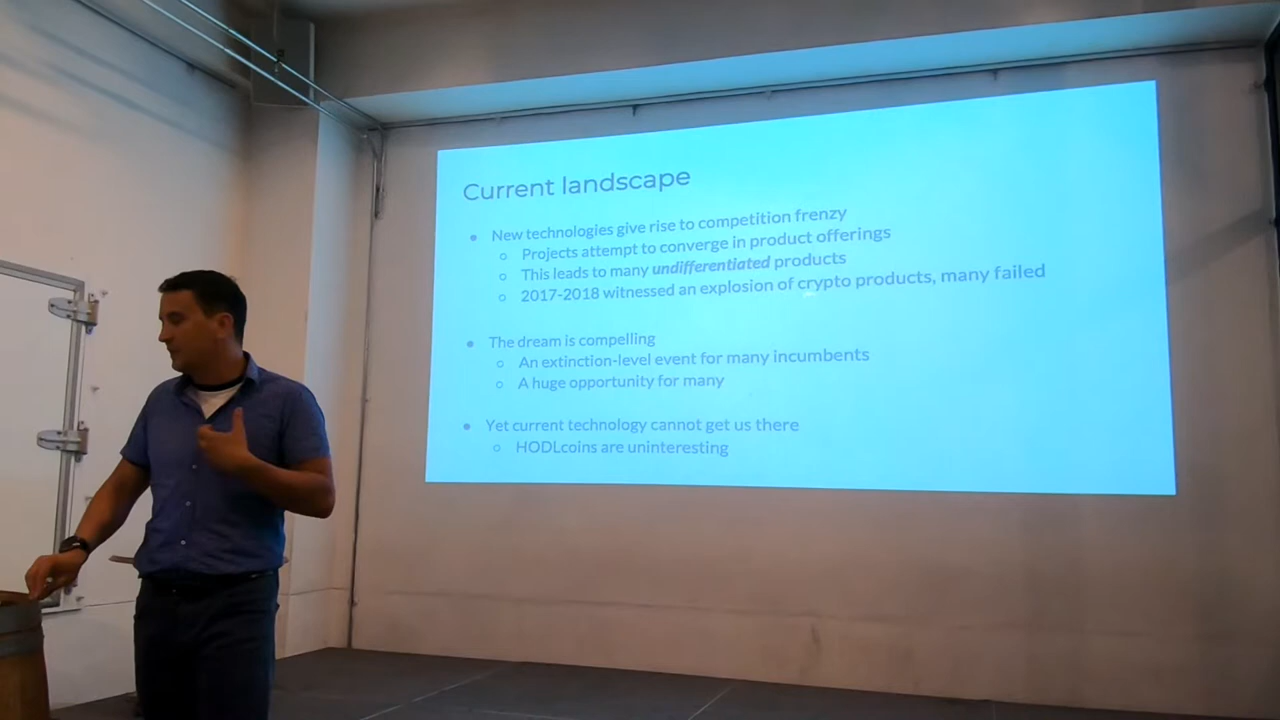 Current landscape
● New technologies give rise to competition frenzy
○ Projects attempt to converge in product offerings
○ This leads to many undifferentiated products
○ 2017-2018 witnessed an explosion of crypto products, many failed
● The dream is compelling
○ An extinction-level event for many incumbents
○ A huge opportunity for many
● Yet current technology cannot get us there
○ HODLcoins are uninteresting